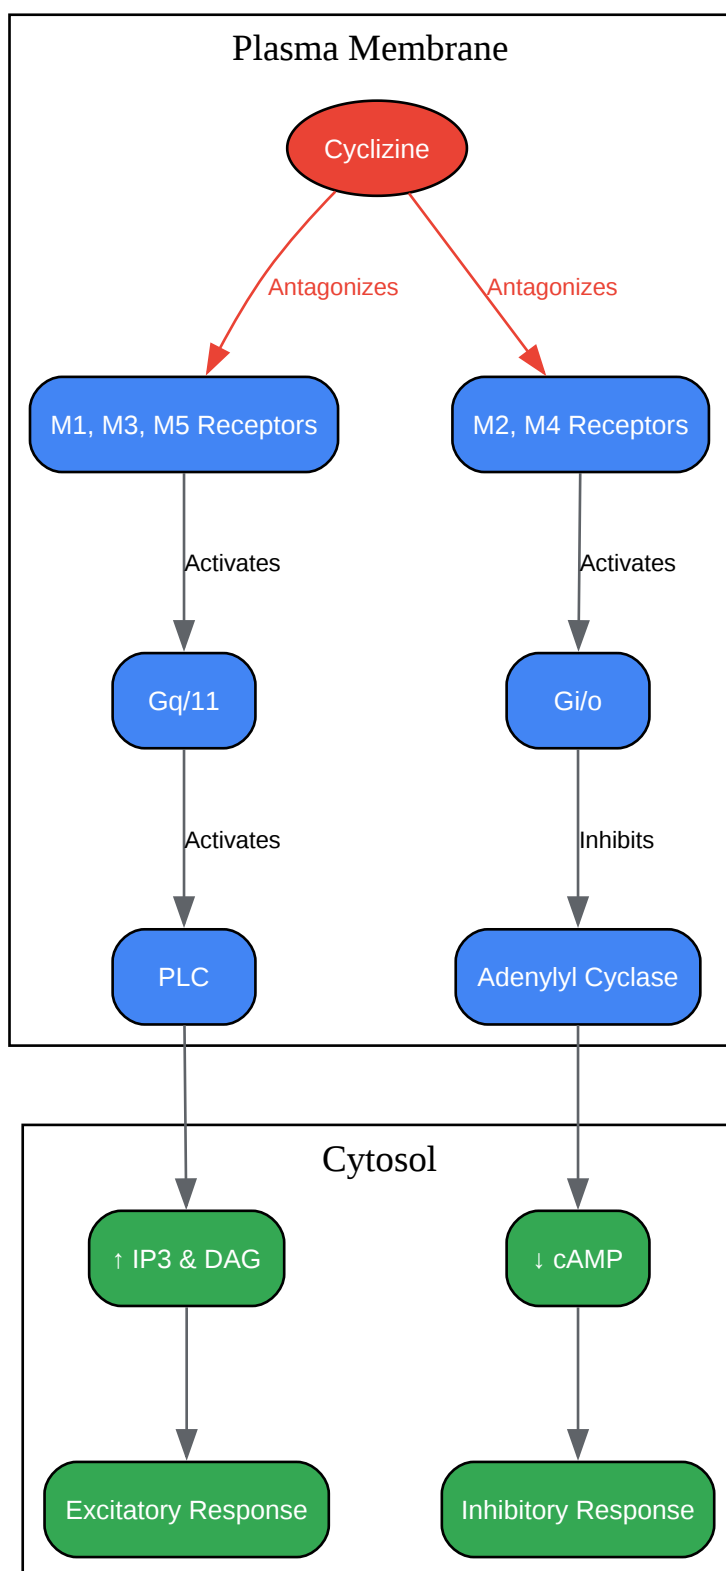 Plasma Membrane
Cyclizine
Antagonizes
Antagonizes
M1, M3, M5 Receptors
M2, M4 Receptors
Activates
Activates
Gq/11
Gi/o
Activates
Inhibits
PLC
Adenylyl Cyclase
Cytosol
↑ IP3 & DAG
↓ cAMP
Excitatory Response
Inhibitory Response